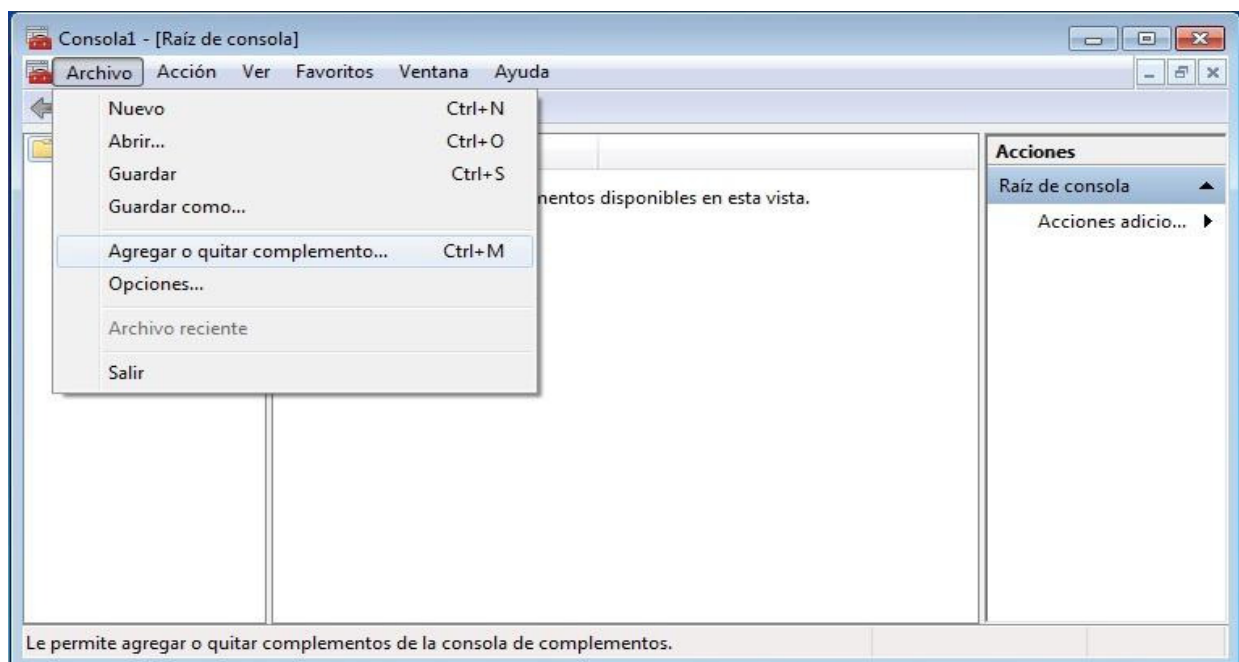 Consola1 - [Raíz de consola]
Archivo Acción Ver Favoritos Ventana Ayuda
Nuevo Ctrl+N
Abrir... Ctrl+O
Guardar Ctrl+S
Guardar como...
Agregar o quitar complemento... Ctrl+M
Opciones...
Archivo reciente
Salir
disponibles en esta vista.
Acciones
Raíz de consola
Acciones adicio...
Le permite agregar o quitar complementos de la consola de complementos.